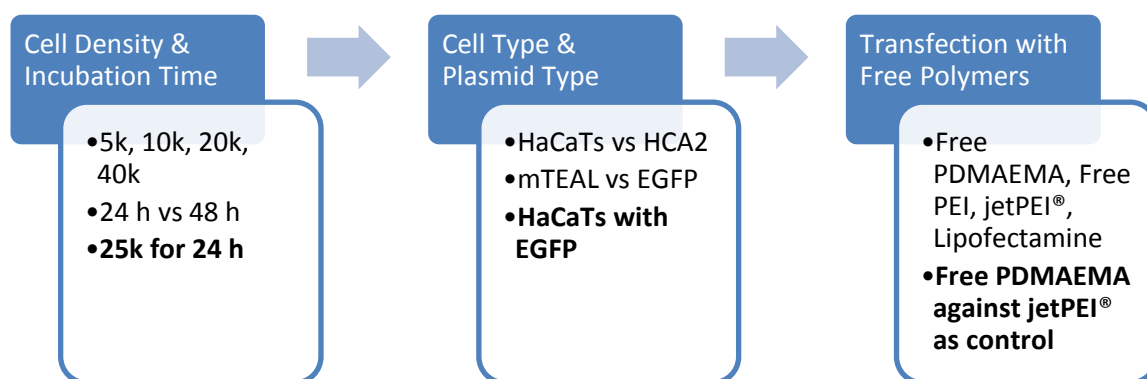 Cell Density &
Incubation Time
•5k, 10k, 20k,
40k
•24 h vs 48 h
•25k for 24 h
Cell Type &
Plasmid Type
•HaCaTs vs HCA2
•mTEAL vs EGFP
•HaCaTs with
EGFP
Transfection with
Free Polymers
•Free
PDMAEMA, Free
PEI, jetPEI®,
Lipofectamine
•Free PDMAEMA
against jetPEI®
as control